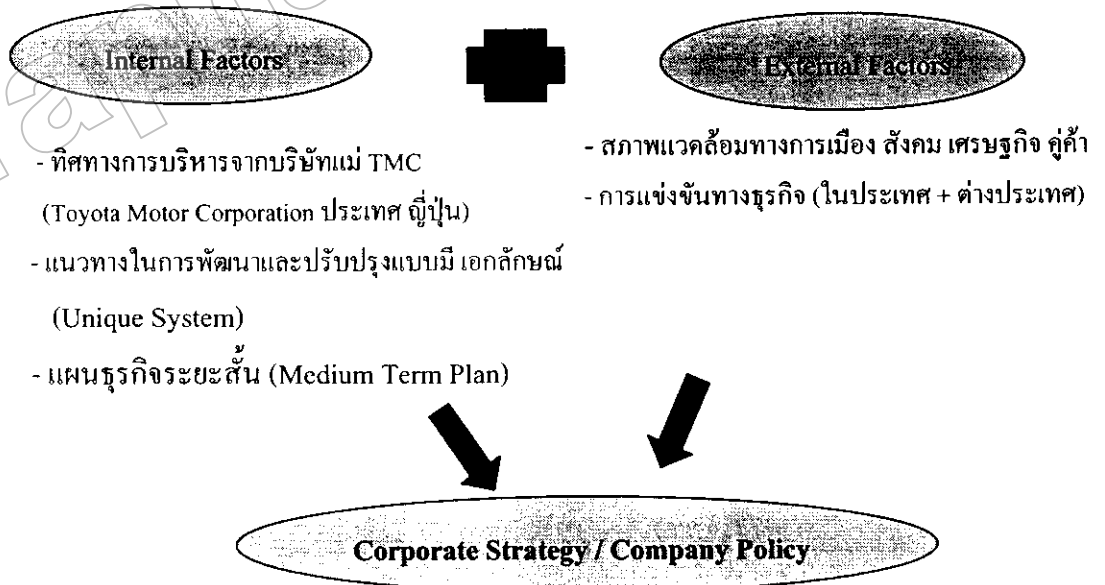 Internal Factors
External Factors
- ทิศทางการบริหารจากบริษัทแม่ TMC
(Toyota Motor Corporation ประเทศ ญี่ปุ่น)
- แนวทางในการพัฒนาและปรับปรุงแบบมี เอกลักษณ์
(Unique System)
- แผนธุรกิจระยะสั้น (Medium Term Plan)
- สภาพแวคล้อมทางการเมือง สังคม เศรษฐกิจ คู่ค้า
- การแข่งขันทางธุรกิจ (ในประเทศ + ต่างประเทศ)
Corporate Strategy / Company Policy